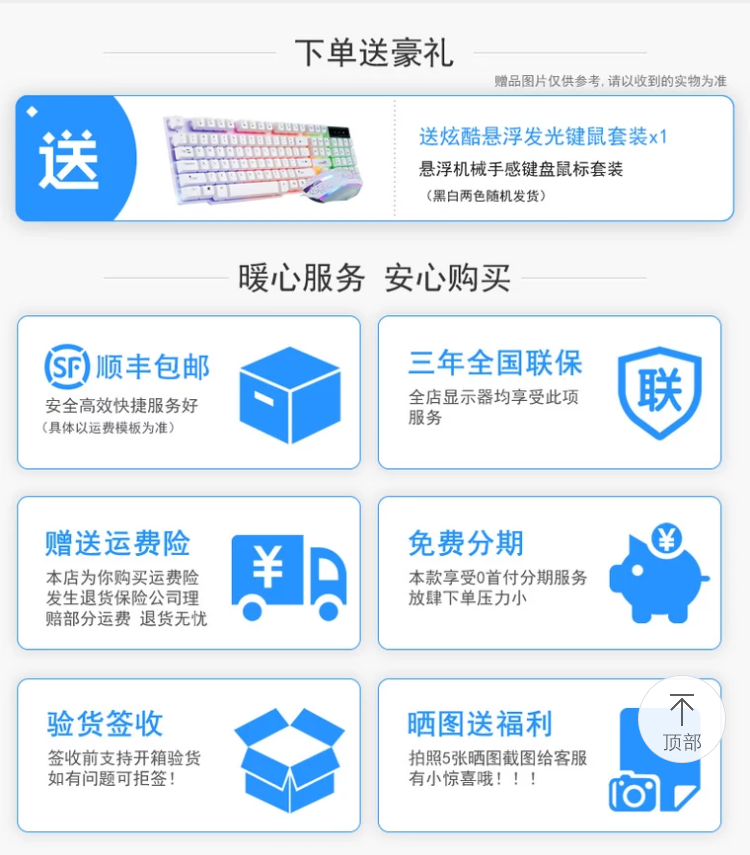 下单送豪礼
赠品图片仅供参考,请以收到的实物为准
送
送炫酷悬浮发光键鼠套装x1
悬浮机械手感键盘鼠标套装
（黑白两色随机发货）
暖心服务 安心购买
SF 顺丰包邮
安全高效快捷服务好
（具体以运费模板为准）
三年全国联保
全店显示器均享受此项
服务
联
赠送运费险
本店为你购买运费险
发生退货保险公司理
赔部分运费 退货无忧
¥
免费分期
本款享受0首付分期服务
放肆下单压力小
¥
验货签收
签收前支持开箱验货
如有问题可拒签！
晒图送福利
拍照5张晒图截图给客服
有小惊喜哦！！！
顶部